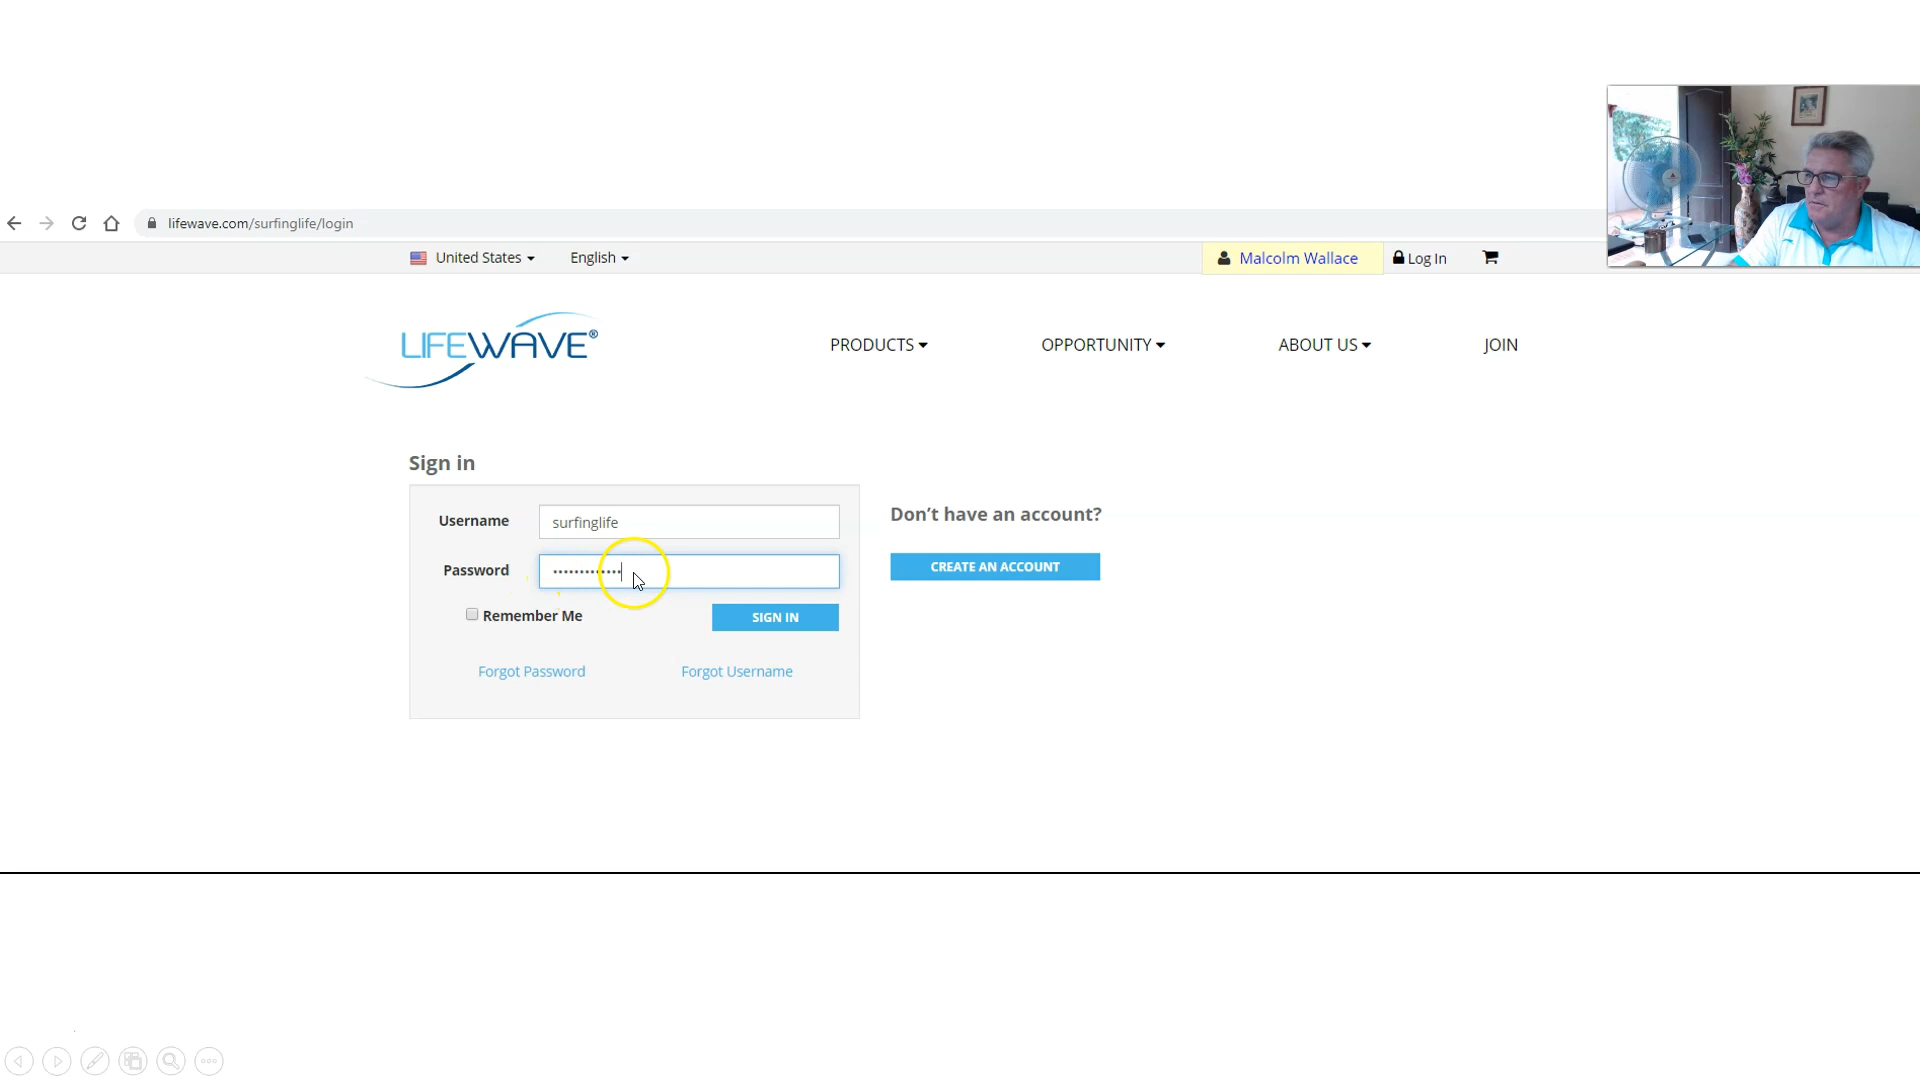 lifewave.com/surfinglife/login
United States
English
Malcolm Wallace
Log In
LIFEWAVE®
PRODUCTS
OPPORTUNITY
ABOUT US
JOIN
Sign in
Username
surfinglife
Password
Remember Me
SIGN IN
Forgot Password
Forgot Username
Don’t have an account?
CREATE AN ACCOUNT